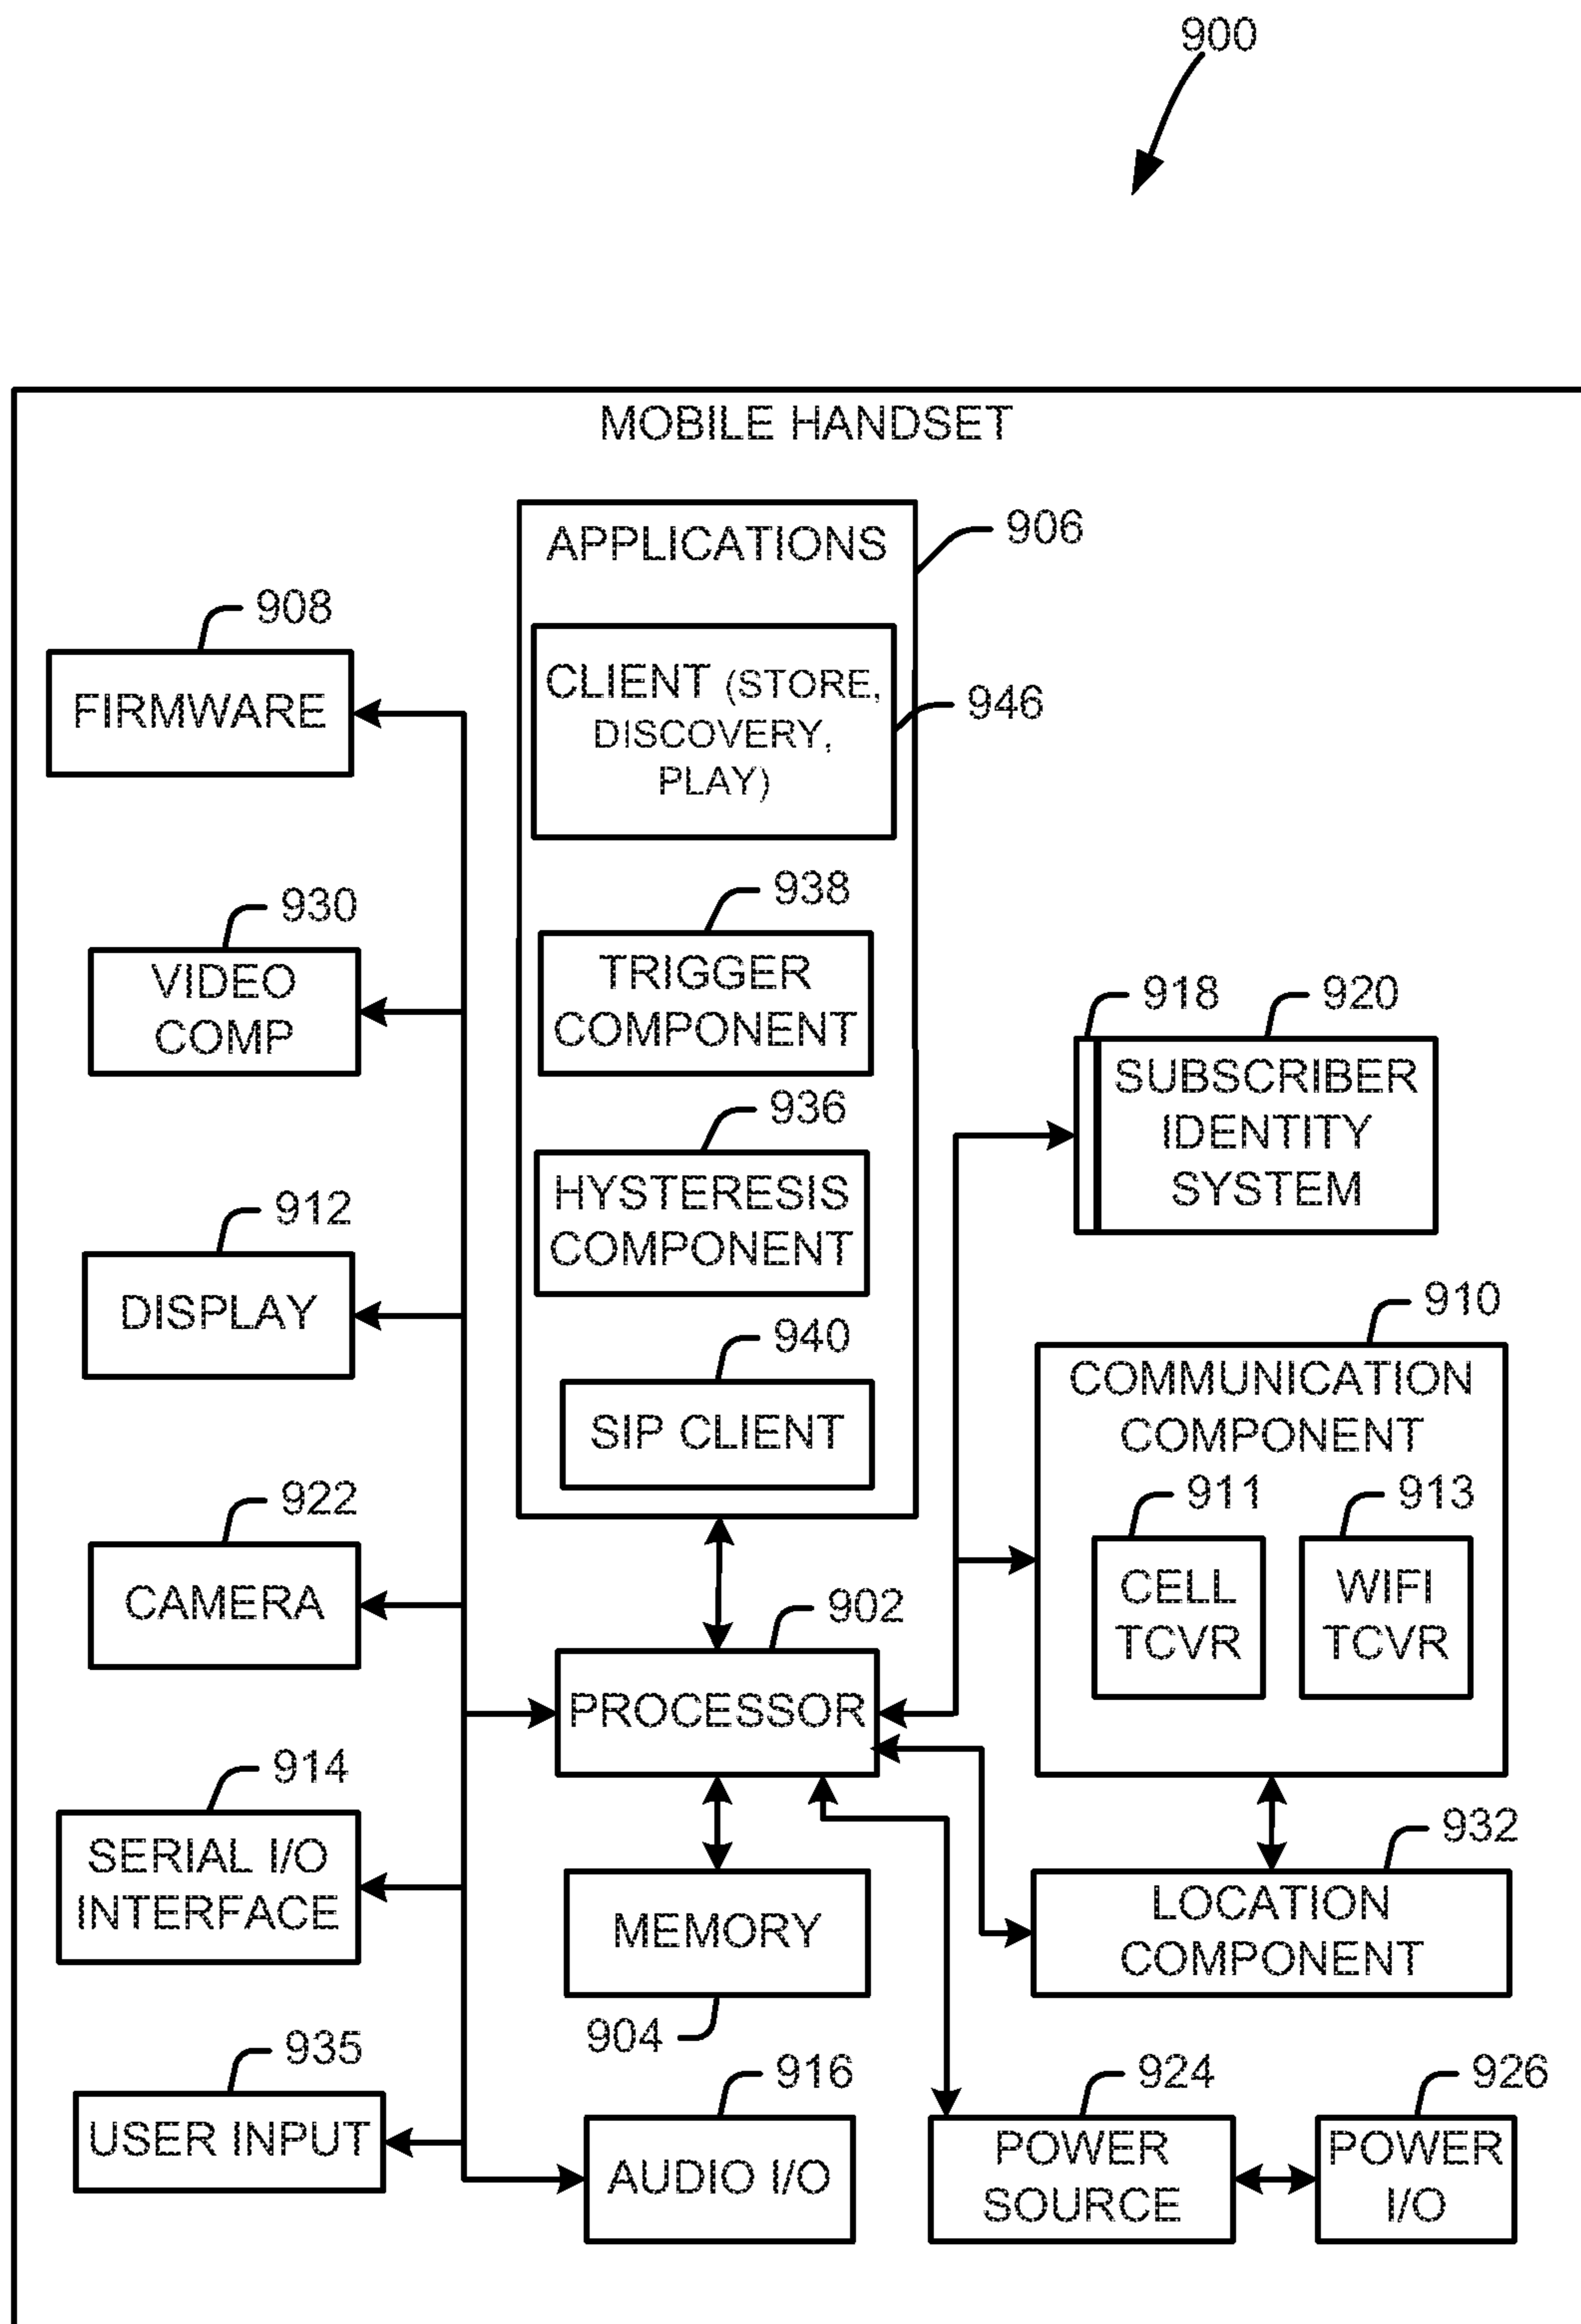 900
MOBILE HANDSET
APPLICATIONS
906
908
FIRMWARE
CLIENT (STORE,
DISCOVERY,
PLAY)
946
930
VIDEO
COMP
938
TRIGGER
COMPONENT
918
920
SUBSCRIBER
IDENTITY
SYSTEM
936
HYSTERESIS
COMPONENT
912
DISPLAY
940
SIP CLIENT
910
COMMUNICATION
COMPONENT
911
CELL
TCVR
913
WIFI
TCVR
922
CAMERA
902
PROCESSOR
914
SERIAL I/O
INTERFACE
MEMORY
904
932
LOCATION
COMPONENT
935
USER INPUT
916
AUDIO I/O
924
POWER
SOURCE
926
POWER
I/O